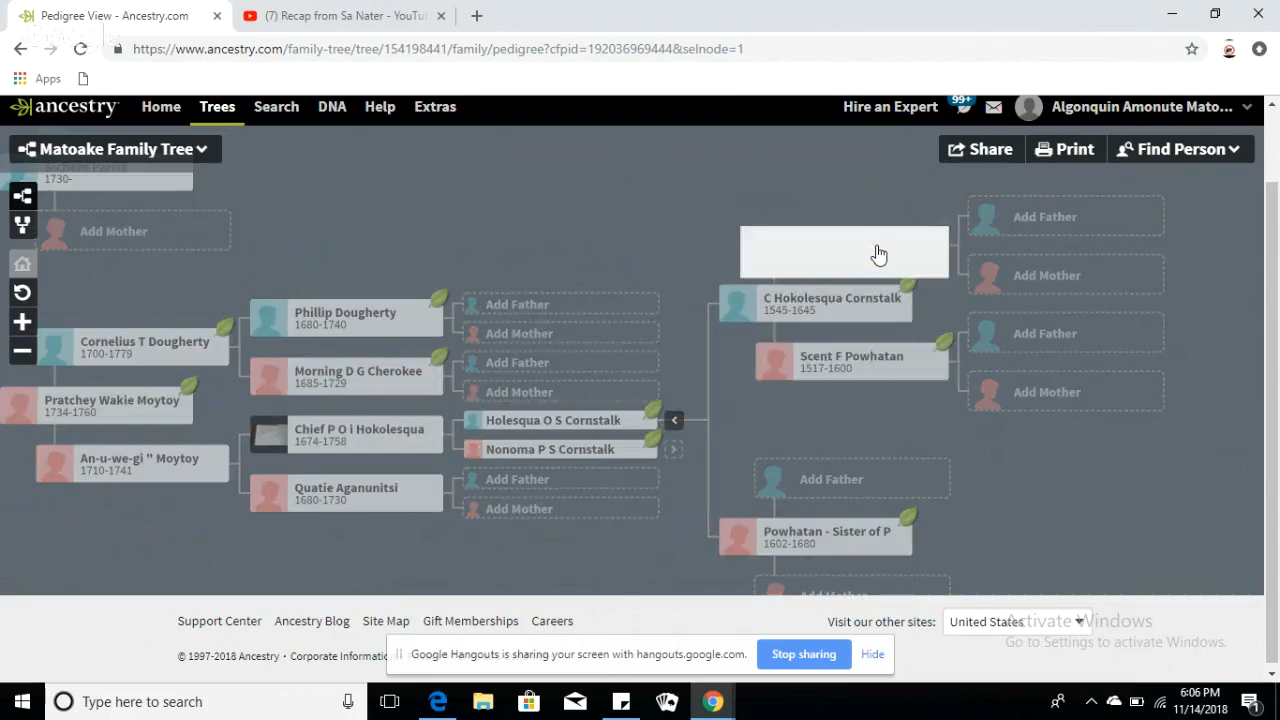 Pedigree View - Ancestry.com
(7) Recap from Sa Nater - YouTu
https://www.ancestry.com/family-tree/tree/154198441/family/pedigree?cfpid=192036969444&selnode=1
Apps
ancestry
Home
Trees
Search
DNA
Help
Extras
Hire an Expert
99+
Algonquin Amonute Mato...
Matoake Family Tree
Share
Print
Find Person
1730-
Add Mother
Add Father
Add Mother
C Hokolesqua Cornstalk
1545-1645
Phillip Dougherty
1680-1740
Add Father
Add Mother
Add Father
Cornelius T Dougherty
1700-1779
Scent F Powhatan
1517-1600
Add Father
Morning D G Cherokee
1685-1729
Add Mother
Add Mother
Pratchey Wakie Moytoy
1734-1760
Chief P O i Hokolesqua
1674-1758
Holesqua O S Cornstalk
Nonoma P S Cornstalk
An-u-we-gi " Moytoy
1710-1741
Quatie Aganunitsi
1680-1730
Add Father
Add Mother
Add Father
Powhatan - Sister of P
1602-1680
Add Mother
Support Center
Ancestry Blog
Site Map
Gift Memberships
Careers
Visit our other sites:
United States
Activate Windows
Go to Settings to activate Windows.
© 1997-2018 Ancestry
Corporate Informatic
Google Hangouts is sharing your screen with hangouts.google.com.
Stop sharing
Hide
Type here to search
6:06 PM
11/14/2018
1